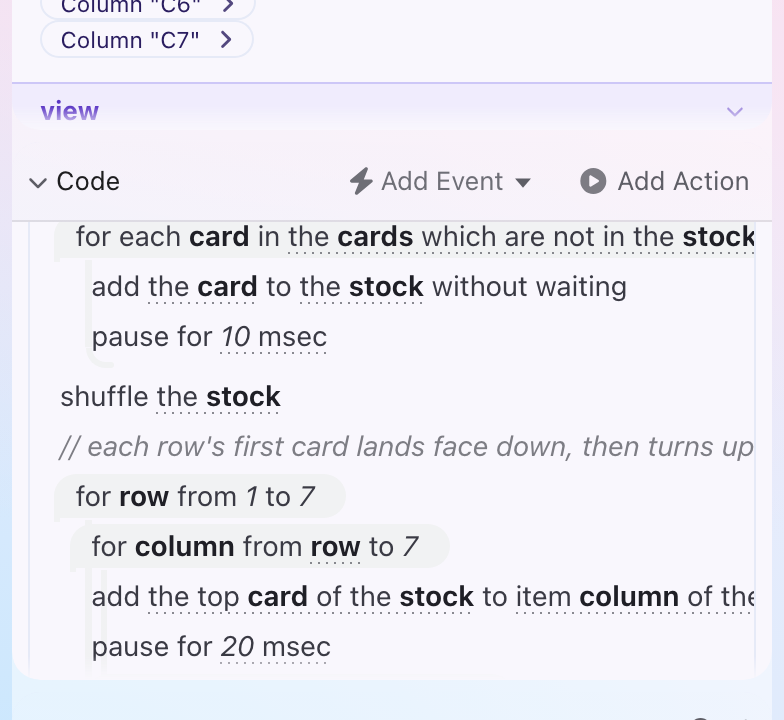 Column "C6"
Column "C7"
view
Code
Add Event
Add Action
for each card in the cards which are not in the stock
add the card to the stock without waiting
pause for 10 msec
shuffle the stock
// each row's first card lands face down, then turns up
for row from 1 to 7
for column from row to 7
add the top card of the stock to item column of the
pause for 20 msec